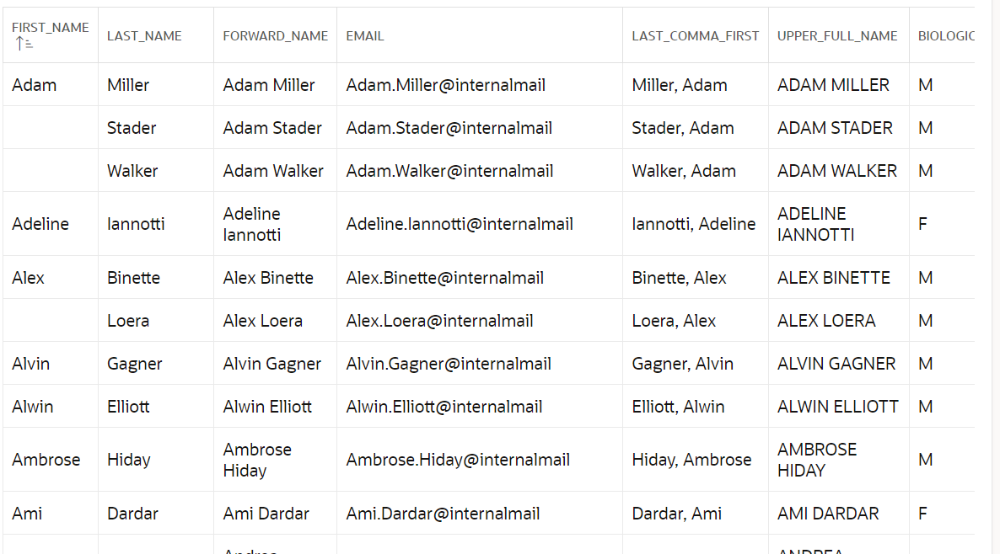 FIRST_NAME LAST_NAME FORWARD_NAME EMAIL LAST_COMMA_FIRST UPPER_FULL_NAME BIOLOGIC
Adam Miller Adam Miller Adam.Miller@internalmail Miller, Adam ADAM MILLER M
Stader Adam Stader Adam.Stader@internalmail Stader, Adam ADAM STADER M
Walker Adam Walker Adam.Walker@internalmail Walker, Adam ADAM WALKER M
Adeline Iannotti Adeline Iannotti Adeline.Iannotti@internalmail Iannotti, Adeline ADELINE IANNOTTI F
Alex Binette Alex Binette Alex.Binette@internalmail Binette, Alex ALEX BINETTE M
Loera Alex Loera Alex.Loera@internalmail Loera, Alex ALEX LOERA M
Alvin Gagner Alvin Gagner Alvin.Gagner@internalmail Gagner, Alvin ALVIN GAGNER M
Alwin Elliott Alwin Elliott Alwin.Elliott@internalmail Elliott, Alwin ALWIN ELLIOTT M
Ambrose Hiday Ambrose Hiday Ambrose.Hiday@internalmail Hiday, Ambrose AMBROSE HIDAY M
Ami Dardar Ami Dardar Ami.Dardar@internalmail Dardar, Ami AMI DARDAR F